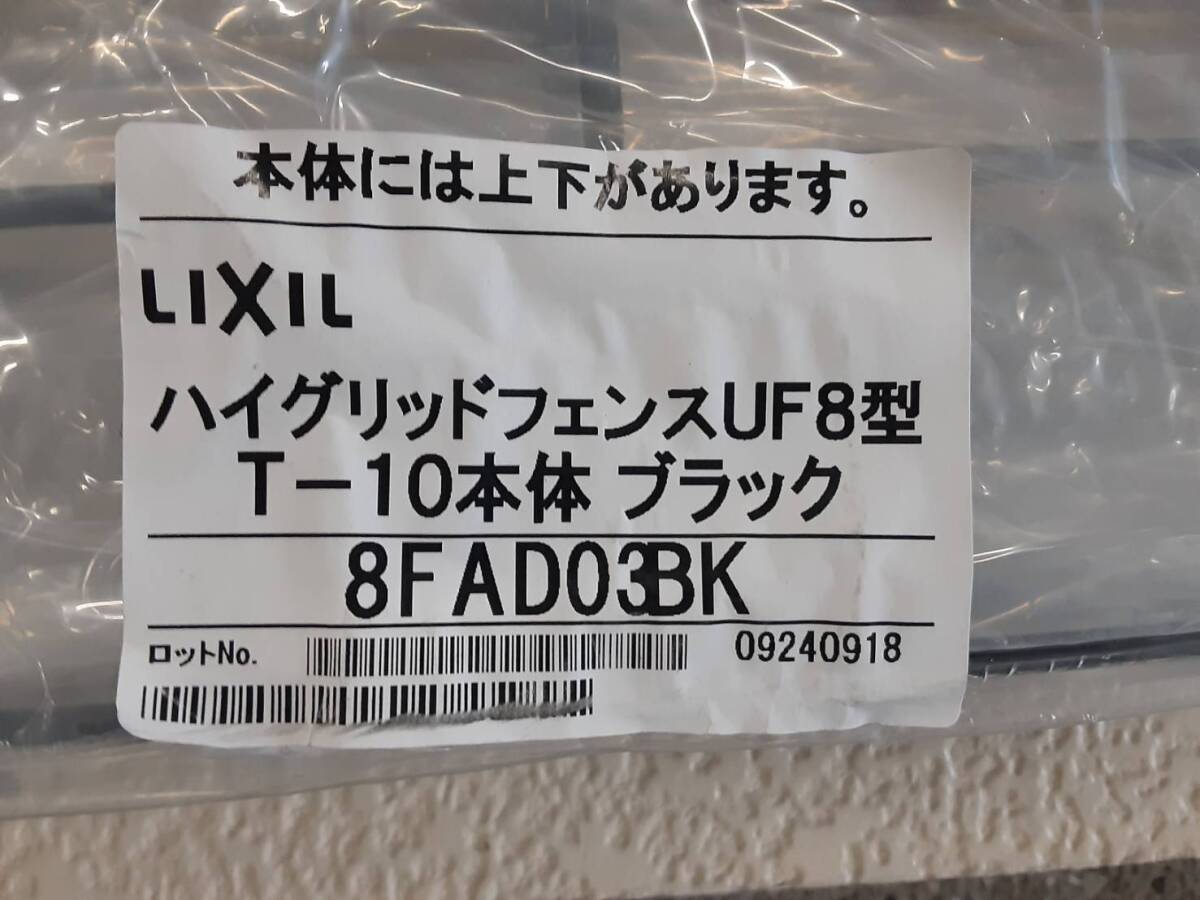 本体には上下があります。
LIXIL
ハイグリッドフェンスUF8型
T−10本体 ブラック
8FAD03BK
ロットNo. 09240918